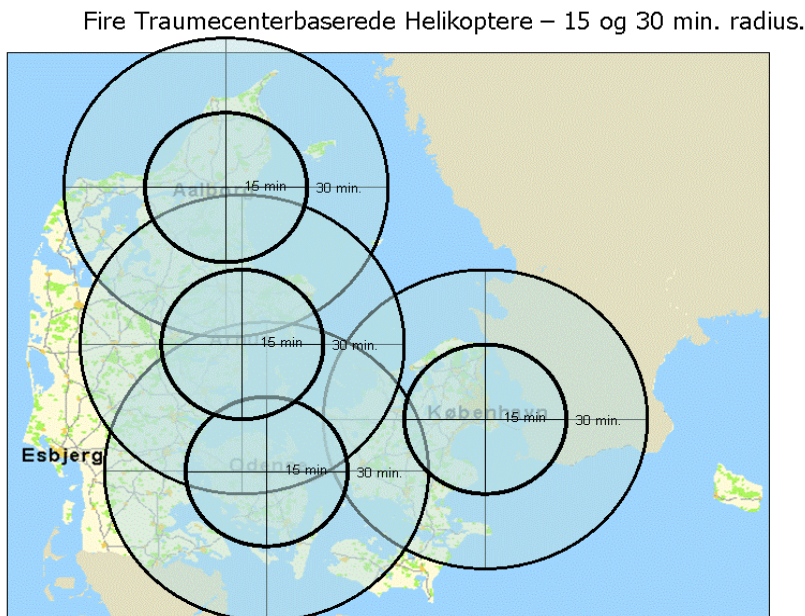 Fire Traumecenterbaserede Helikoptere – 15 og 30 min. radius.
Aalborg
15 min
30 min.
Århus
15 min
30 min.
København
15 min
30 min.
Esbjerg
Odense
15 min
30 min.